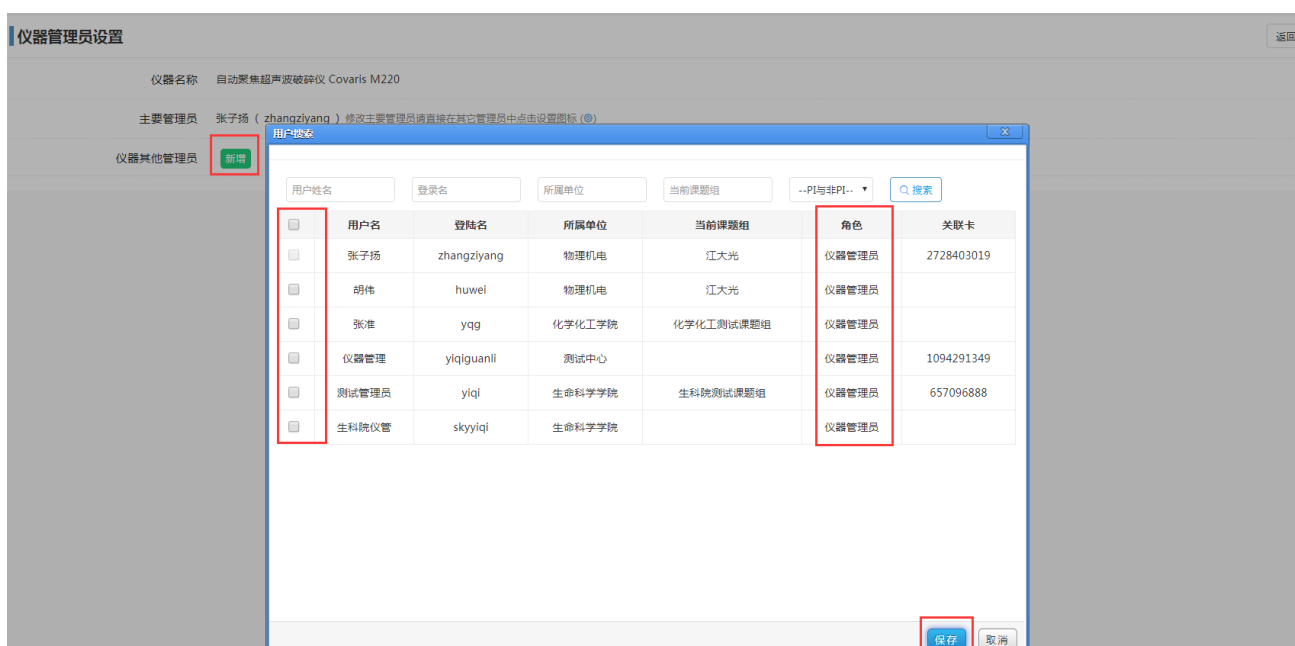 仪器管理员设置
返回
仪器名称 自动聚焦超声波破碎仪 Covaris M220
主要管理员 张子扬 ( zhangziyang ) 修改主要管理员请直接在其它管理员中点击设置图标 ( )
仪器其他管理员 新增
用户搜索 X
用户姓名 登录名 所属单位 当前课题组 --PI与非PI-- 搜索
用户名 登陆名 所属单位 当前课题组 角色 关联卡
张子扬 zhangziyang 物理机电 江大光 仪器管理员 2728403019
胡伟 huwei 物理机电 江大光 仪器管理员
张准 yqg 化学化工学院 化学化工测试课题组 仪器管理员
仪器管理 yiqiguanli 测试中心 仪器管理员 1094291349
测试管理员 yiqi 生命科学学院 生科院测试课题组 仪器管理员 657096888
生科院仪管 skyyiqi 生命科学学院 仪器管理员
保存 取消